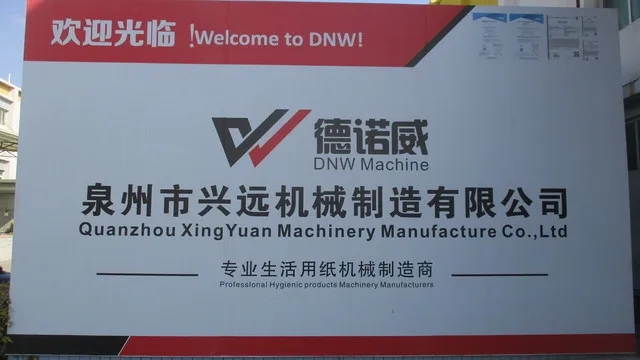 欢迎光临！Welcome to DNW!
德诺威
DNW Machine
泉州市兴远机械制造有限公司
Quanzhou XingYuan Machinery Manufacture Co.,Ltd
专业生活用纸机械制造商
Professional Hygienic products Machinery Manufacturers